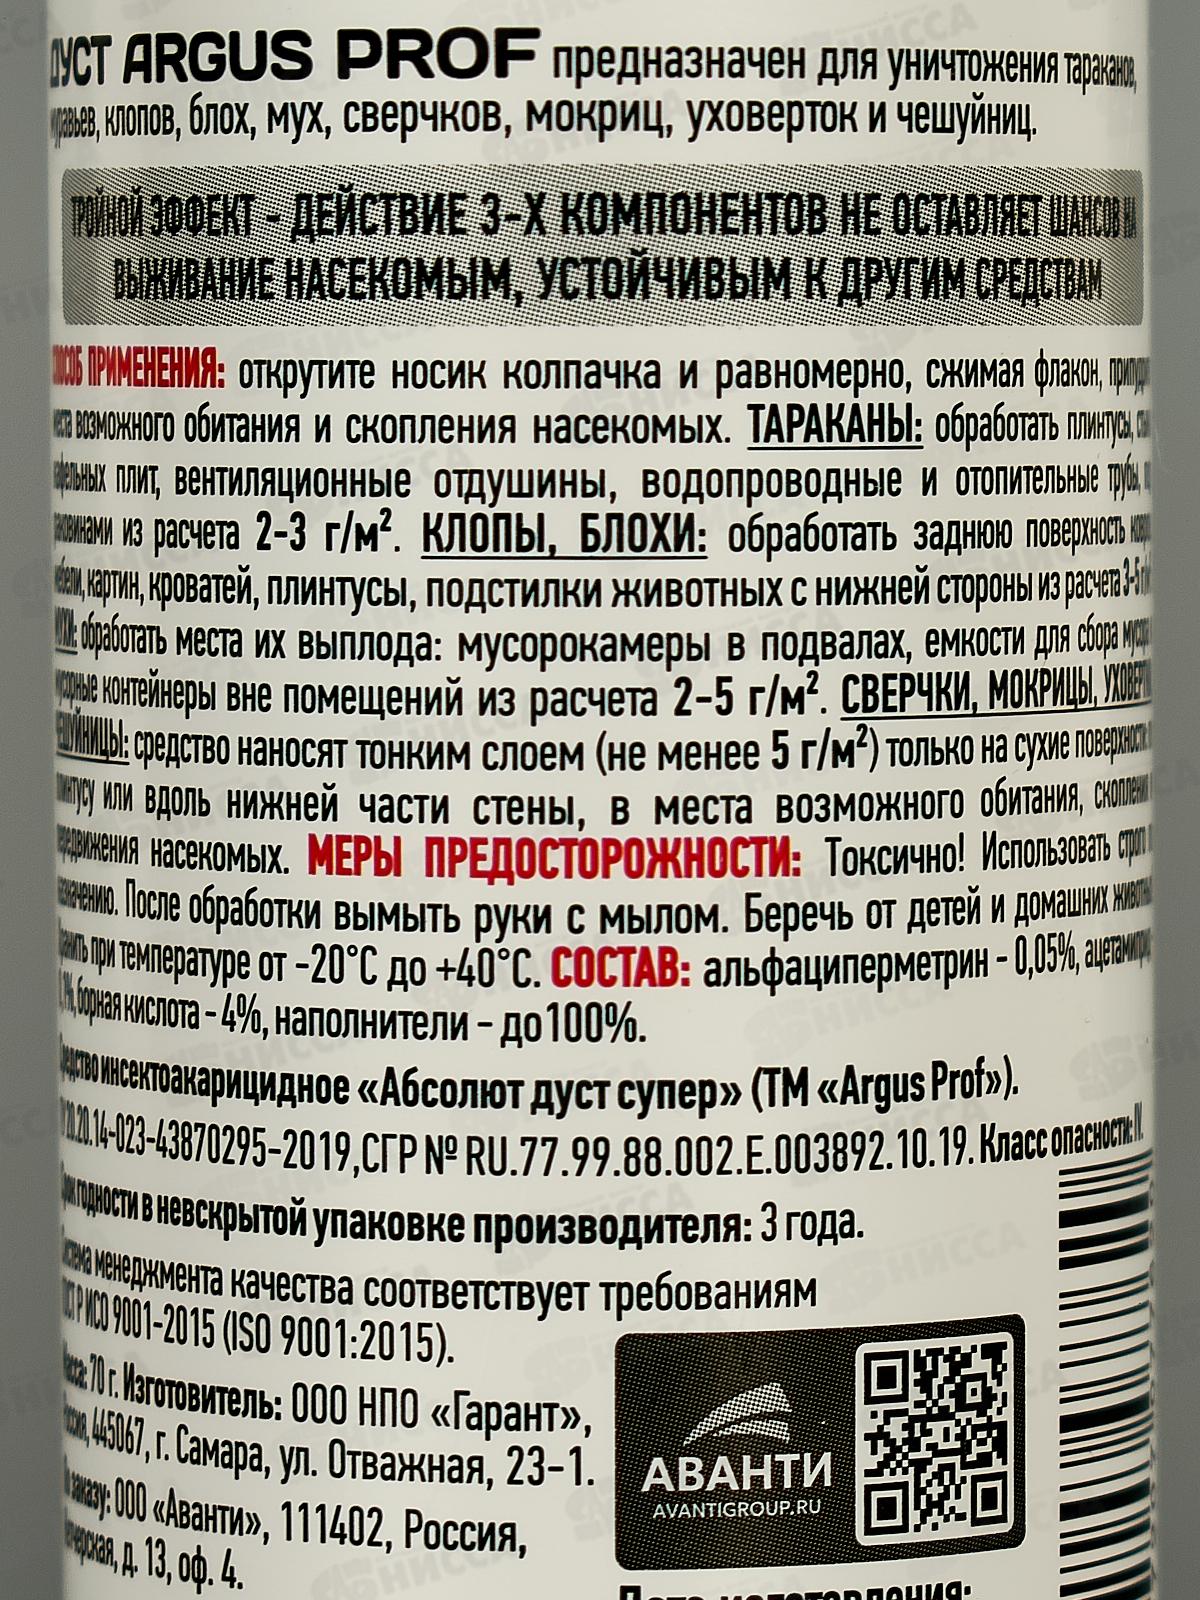 ДУСТ ARGUS PROF предназначен для уничтожения тараканов,
муравьев, клопов, блох, мух, сверчков, мокриц, уховерток и чешуйниц.
ТРОЙНОЙ ЭФФЕКТ - ДЕЙСТВИЕ 3-Х КОМПОНЕНТОВ НЕ ОСТАВЛЯЕТ ШАНСОВ НА
ВЫЖИВАНИЕ НАСЕКОМЫМ, УСТОЙЧИВЫМ К ДРУГИМ СРЕДСТВАМ
СПОСОБ ПРИМЕНЕНИЯ: открутите носик колпачка и равномерно, сжимая флакон,
места возможного обитания и скопления насекомых. ТАРАКАНЫ: обработать плинтусы,
плит, вентиляционные отдушины, водопроводные и отопительные трубы,
раковинами из расчета 2-3 г/м². КЛОПЫ, БЛОХИ: обработать заднюю поверхность
мебели, картин, кроватей, плинтусы, подстилки животных с нижней стороны из расчета 3-5
МУХИ: обработать места их выплода: мусорокамеры в подвалах, емкости для сбора
мусорные контейнеры вне помещений из расчета 2-5 г/м². СВЕРЧКИ, МОКРИЦЫ,
ЧЕШУЙНИЦЫ: средство наносят тонким слоем (не менее 5 г/м²) только на сухие
плинтусу или вдоль нижней части стены, в места возможного обитания,
передвижения насекомых. МЕРЫ ПРЕДОСТОРОЖНОСТИ: Токсично! Использовать строго
назначению. После обработки вымыть руки с мылом. Беречь от детей и домашних
Хранить при температуре от -20°С до +40°С. СОСТАВ: альфациперметрин - 0,05%,
борная кислота - 4%, наполнители - до 100%.
Средство инсектоакарицидное «Абсолют дуст супер» (ТМ «Argus Prof»).
20.20.14-023-43870295-2019, СГР № RU.77.99.88.002.Е.003892.10.19. Класс опасности: IV.
Срок годности в невскрытой упаковке производителя: 3 года.
Система менеджмента качества соответствует требованиям
ГОСТ Р ИСО 9001-2015 (ISO 9001:2015).
Масса: 70 г. Изготовитель: ООО НПО «Гарант»,
Россия, 445067, г. Самара, ул. Отважная, 23-1.
По заказу: ООО «Аванти», 111402, Россия,
д. 13, оф. 4.
АВАНТИ
AVANTIGROUP.RU
Дата изготовления: